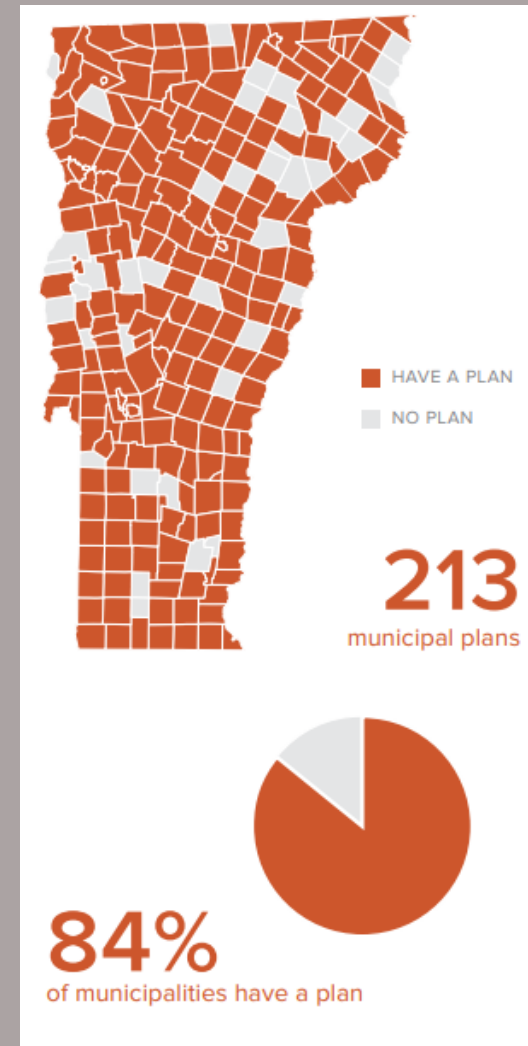 HAVE A PLAN
NO PLAN
213
municipal plans
84%
of municipalities have a plan